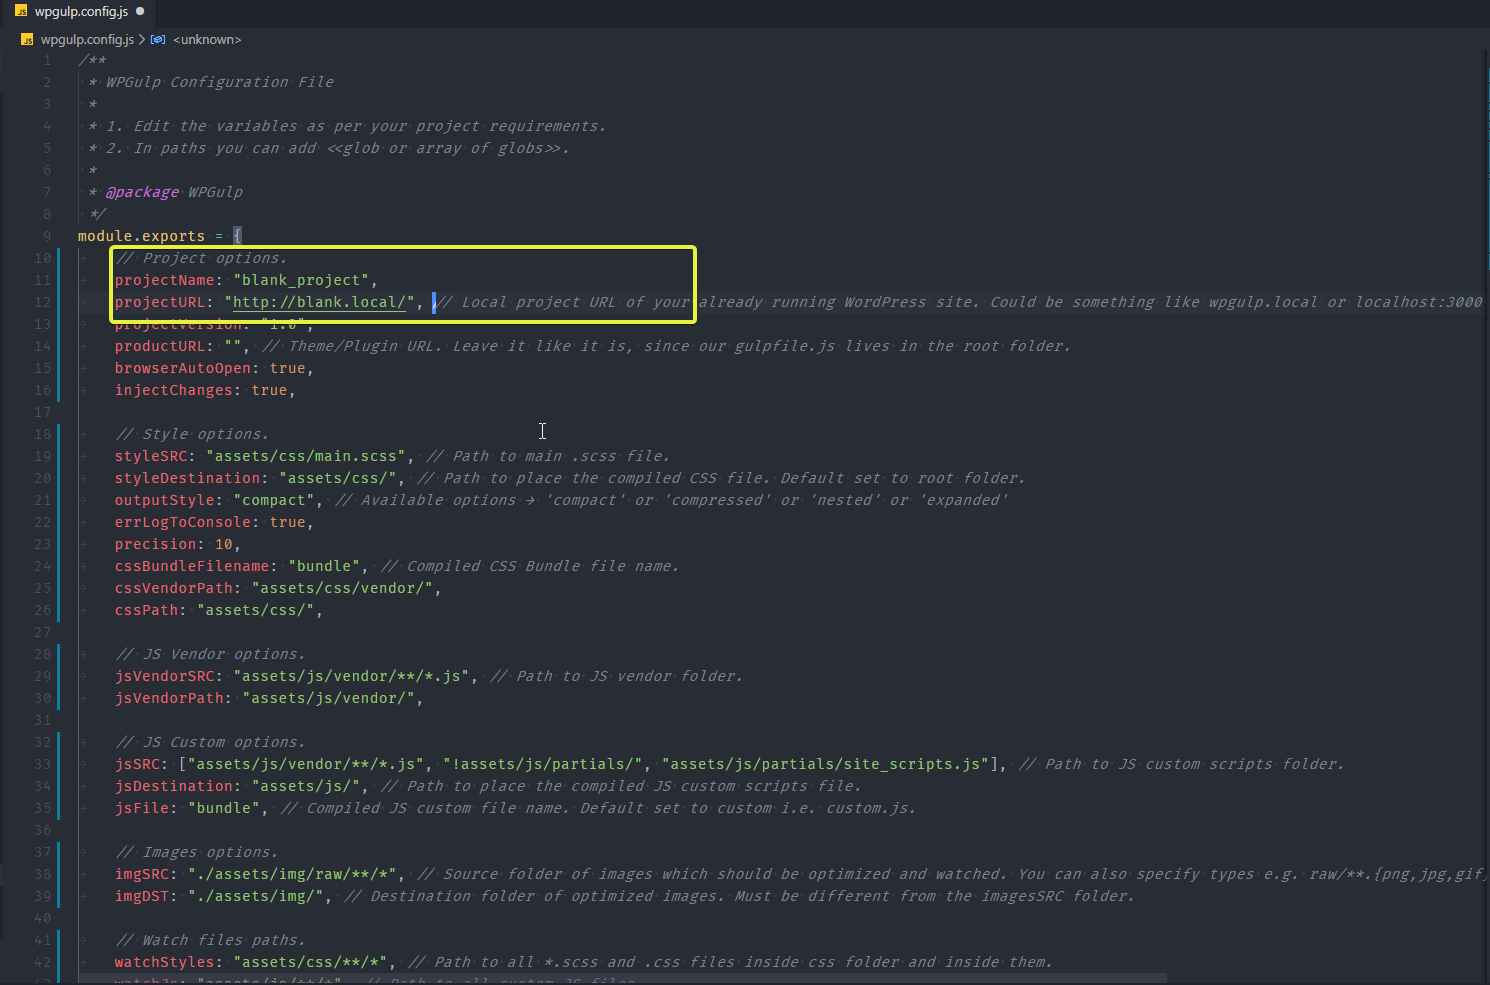 JS wpgulp.config.js
JS wpgulp.config.js > <unknown>
1 /**
2 * WPGulp Configuration File
3 *
4 * 1. Edit the variables as per your project requirements.
5 * 2. In paths you can add <<glob or array of globs>>.
6 *
7 * @package WPGulp
8 */
9 module.exports = {
10 // Project options.
11 projectName: "blank_project",
12 projectURL: "http://blank.local/", // Local project URL of your already running WordPress site. Could be something like wpgulp.local or localhost:3000
13 projectVersion: "1.0",
14 productURL: "", // Theme/Plugin URL. Leave it like it is, since our gulpfile.js lives in the root folder.
15 browserAutoOpen: true,
16 injectChanges: true,
17
18 // Style options.
19 styleSRC: "assets/css/main.scss", // Path to main .scss file.
20 styleDestination: "assets/css/", // Path to place the compiled CSS file. Default set to root folder.
21 outputStyle: "compact", // Available options → 'compact' or 'compressed' or 'nested' or 'expanded'
22 errLogToConsole: true,
23 precision: 10,
24 cssBundleFilename: "bundle", // Compiled CSS Bundle file name.
25 cssVendorPath: "assets/css/vendor/",
26 cssPath: "assets/css/",
27
28 // JS Vendor options.
29 jsVendorSRC: "assets/js/vendor/**/*.js", // Path to JS vendor folder.
30 jsVendorPath: "assets/js/vendor/",
31
32 // JS Custom options.
33 jsSRC: ["assets/js/vendor/**/*.js", "!assets/js/partials/", "assets/js/partials/site_scripts.js"], // Path to JS custom scripts folder.
34 jsDestination: "assets/js/", // Path to place the compiled JS custom scripts file.
35 jsFile: "bundle", // Compiled JS custom file name. Default set to custom i.e. custom.js.
36
37 // Images options.
38 imgSRC: "./assets/img/raw/**/*", // Source folder of images which should be optimized and watched. You can also specify types e.g. raw/**.{png,jpg,gif}
39 imgDST: "./assets/img/", // Destination folder of optimized images. Must be different from the imagesSRC folder.
40
41 // Watch files paths.
42 watchStyles: "assets/css/**/*", // Path to all *.scss and .css files inside css folder and inside them.